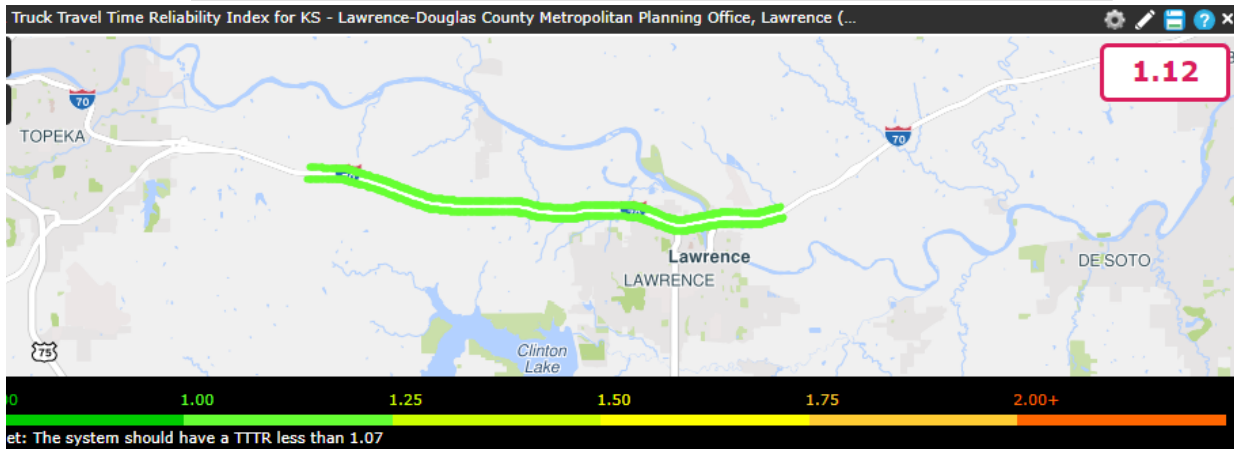 Truck Travel Time Reliability Index for KS - Lawrence-Douglas County Metropolitan Planning Office, Lawrence (...
1.12
70
TOPEKA
70
70
Lawrence
LAWRENCE
DE SOTO
75
Clinton
Lake
1.00 1.25 1.50 1.75 2.00+
et: The system should have a TTTR less than 1.07